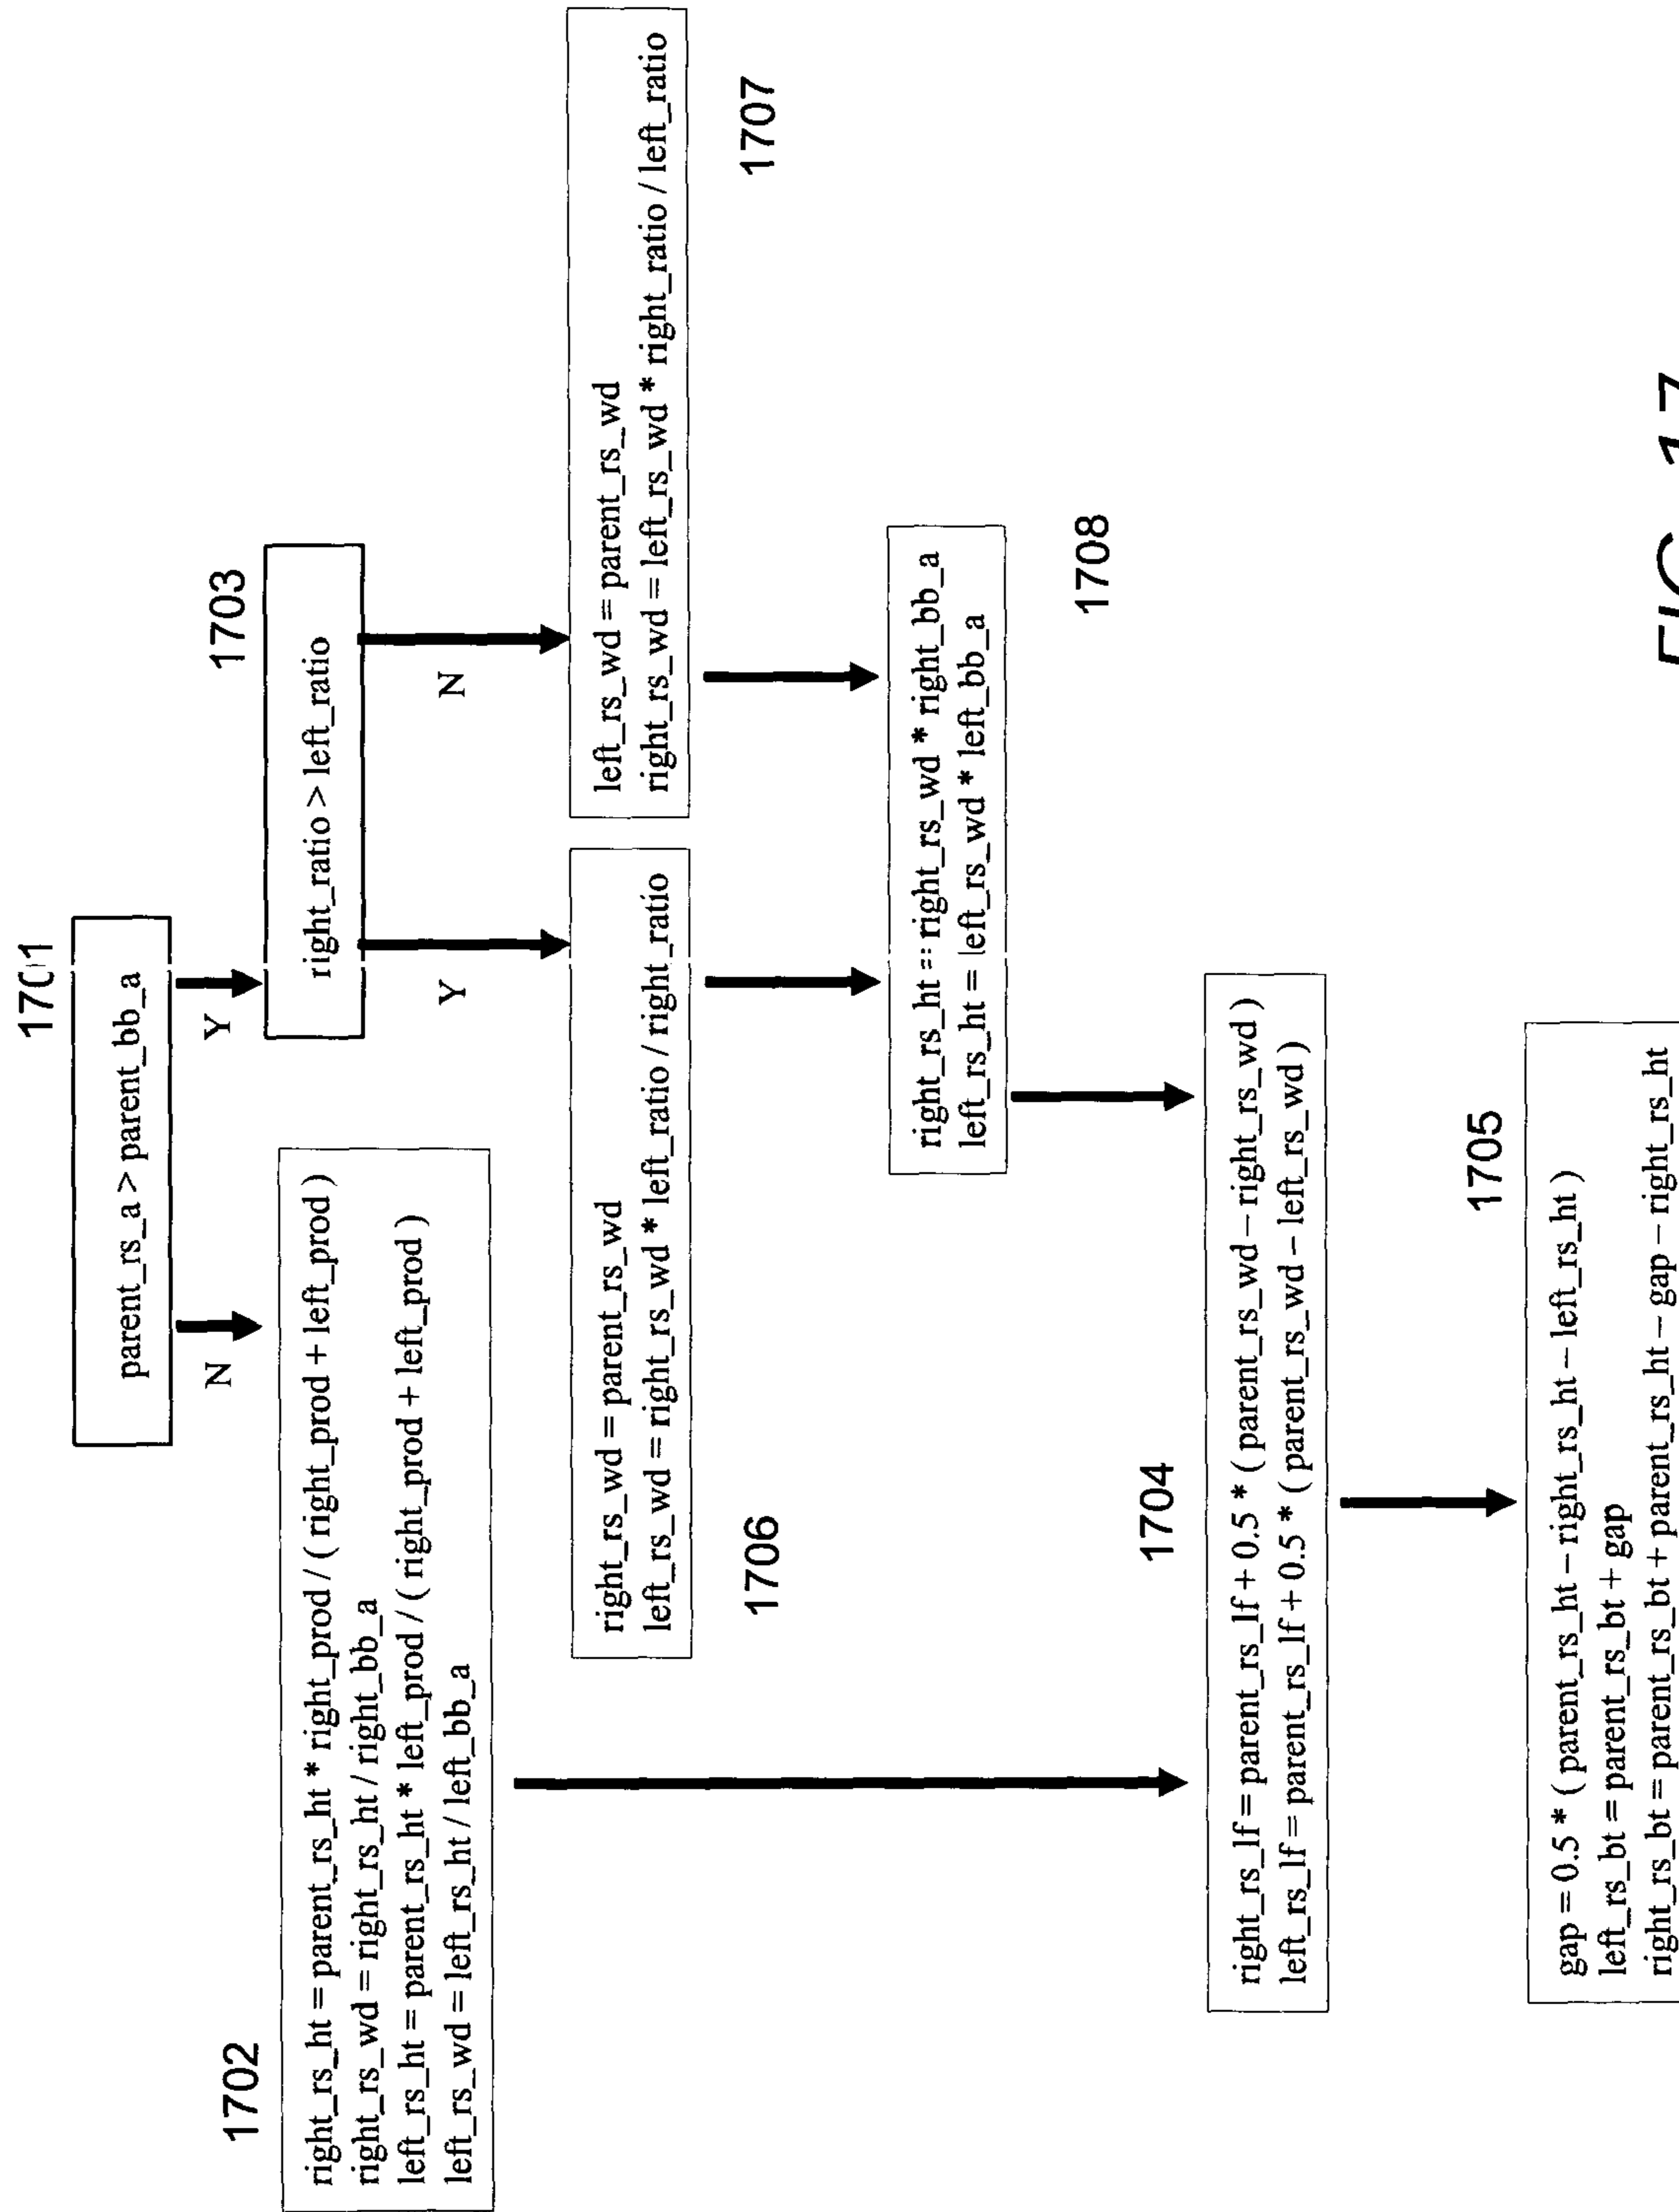 1701
parent_rs_a > parent_bb_a
N
Y
1702
right_rs_ht = parent_rs_ht * right_prod / ( right_prod + left_prod )
right_rs_wd = right_rs_ht / right_bb_a
left_rs_ht = parent_rs_ht * left_prod / ( right_prod + left_prod )
left_rs_wd = left_rs_ht / left_bb_a
1703
right_ratio > left_ratio
Y
N
right_rs_wd = parent_rs_wd
left_rs_wd = right_rs_wd * left_ratio / right_ratio
1706
left_rs_wd = parent_rs_wd
right_rs_wd = left_rs_wd * right_ratio / left_ratio
1707
right_rs_ht = right_rs_wd * right_bb_a
left_rs_ht = left_rs_wd * left_bb_a
1708
1704
right_rs_lf = parent_rs_lf + 0.5 * ( parent_rs_wd – right_rs_wd )
left_rs_lf = parent_rs_lf + 0.5 * ( parent_rs_wd – left_rs_wd )
1705
gap = 0.5 * ( parent_rs_ht – right_rs_ht – left_rs_ht )
left_rs_bt = parent_rs_bt + gap
right_rs_bt = parent_rs_bt + parent_rs_ht – gap – right_rs_ht
FIG. 17